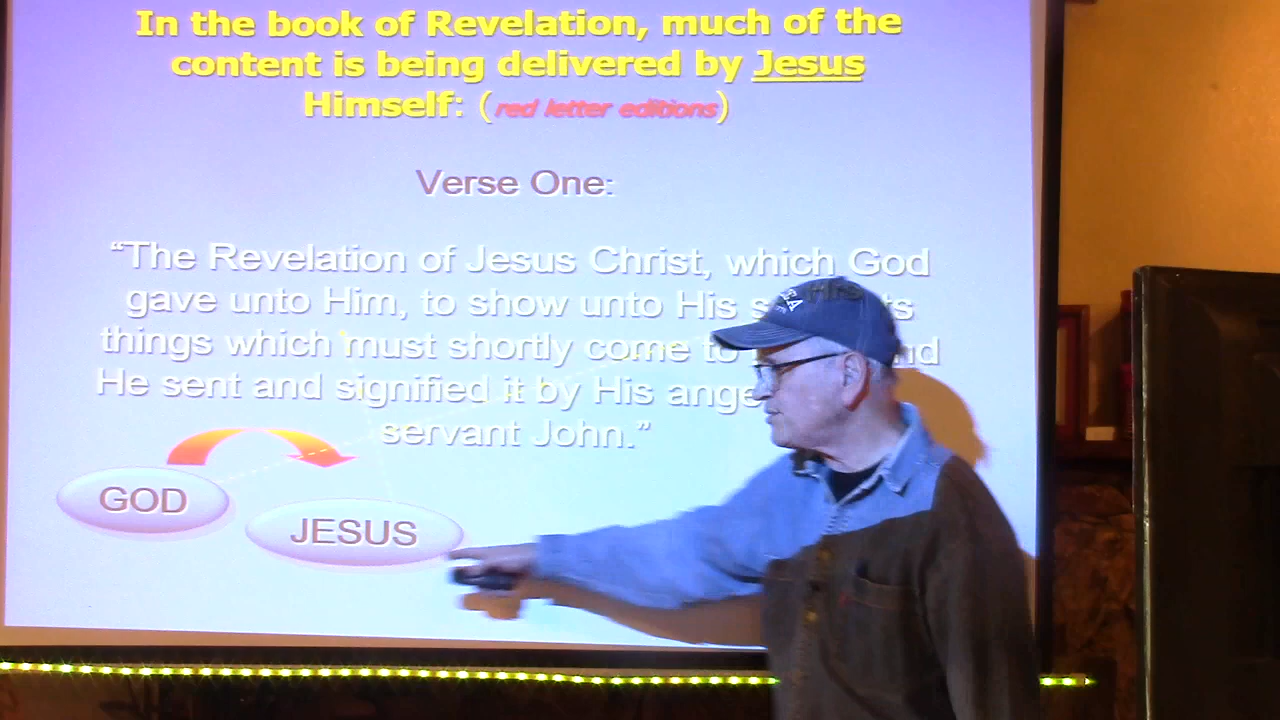 In the book of Revelation, much of the
content is being delivered by Jesus
Himself: (red letter editions)
Verse One:
“The Revelation of Jesus Christ, which God
gave unto Him, to show unto His
things which must shortly come to
He sent and signified it by His
servant John.”
GOD
JESUS